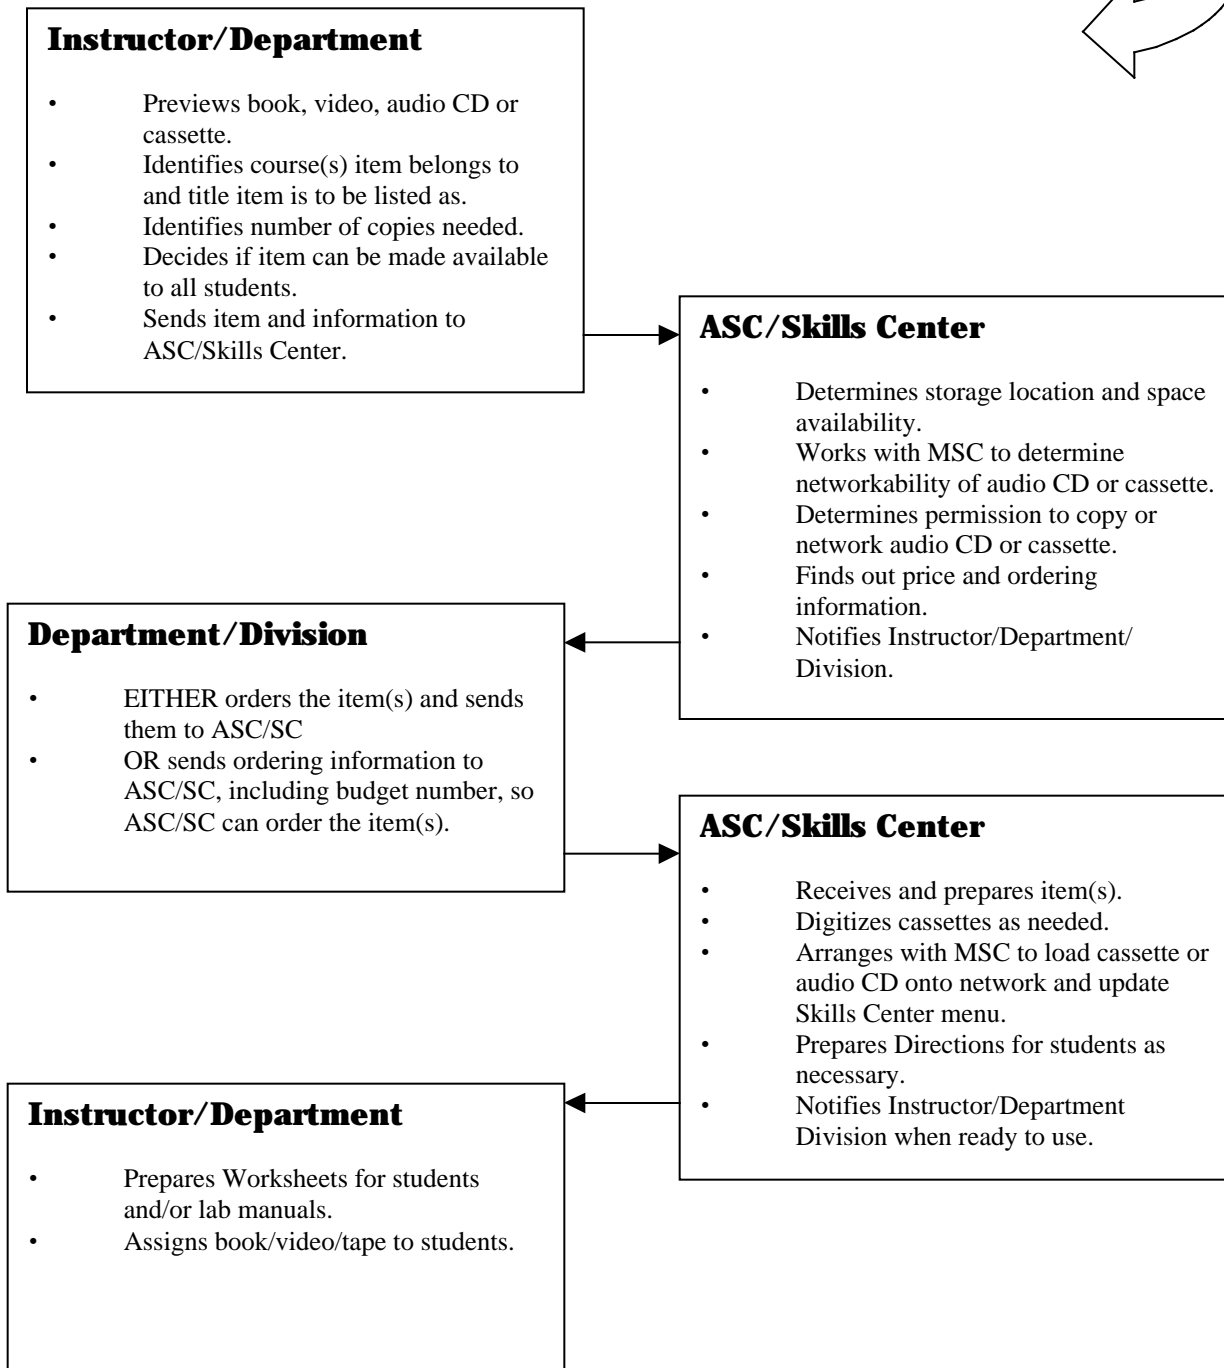 Instructor/Department
• Previews book, video, audio CD or
cassette.
• Identifies course(s) item belongs to
and title item is to be listed as.
• Identifies number of copies needed.
• Decides if item can be made available
to all students.
• Sends item and information to
ASC/Skills Center.
ASC/Skills Center
• Determines storage location and space
availability.
• Works with MSC to determine
networkability of audio CD or cassette.
• Determines permission to copy or
network audio CD or cassette.
• Finds out price and ordering
information.
• Notifies Instructor/Department/
Division.
Department/Division
• EITHER orders the item(s) and sends
them to ASC/SC
• OR sends ordering information to
ASC/SC, including budget number, so
ASC/SC can order the item(s).
ASC/Skills Center
• Receives and prepares item(s).
• Digitizes cassettes as needed.
• Arranges with MSC to load cassette or
audio CD onto network and update
Skills Center menu.
• Prepares Directions for students as
necessary.
• Notifies Instructor/Department
Division when ready to use.
Instructor/Department
• Prepares Worksheets for students
and/or lab manuals.
• Assigns book/video/tape to students.